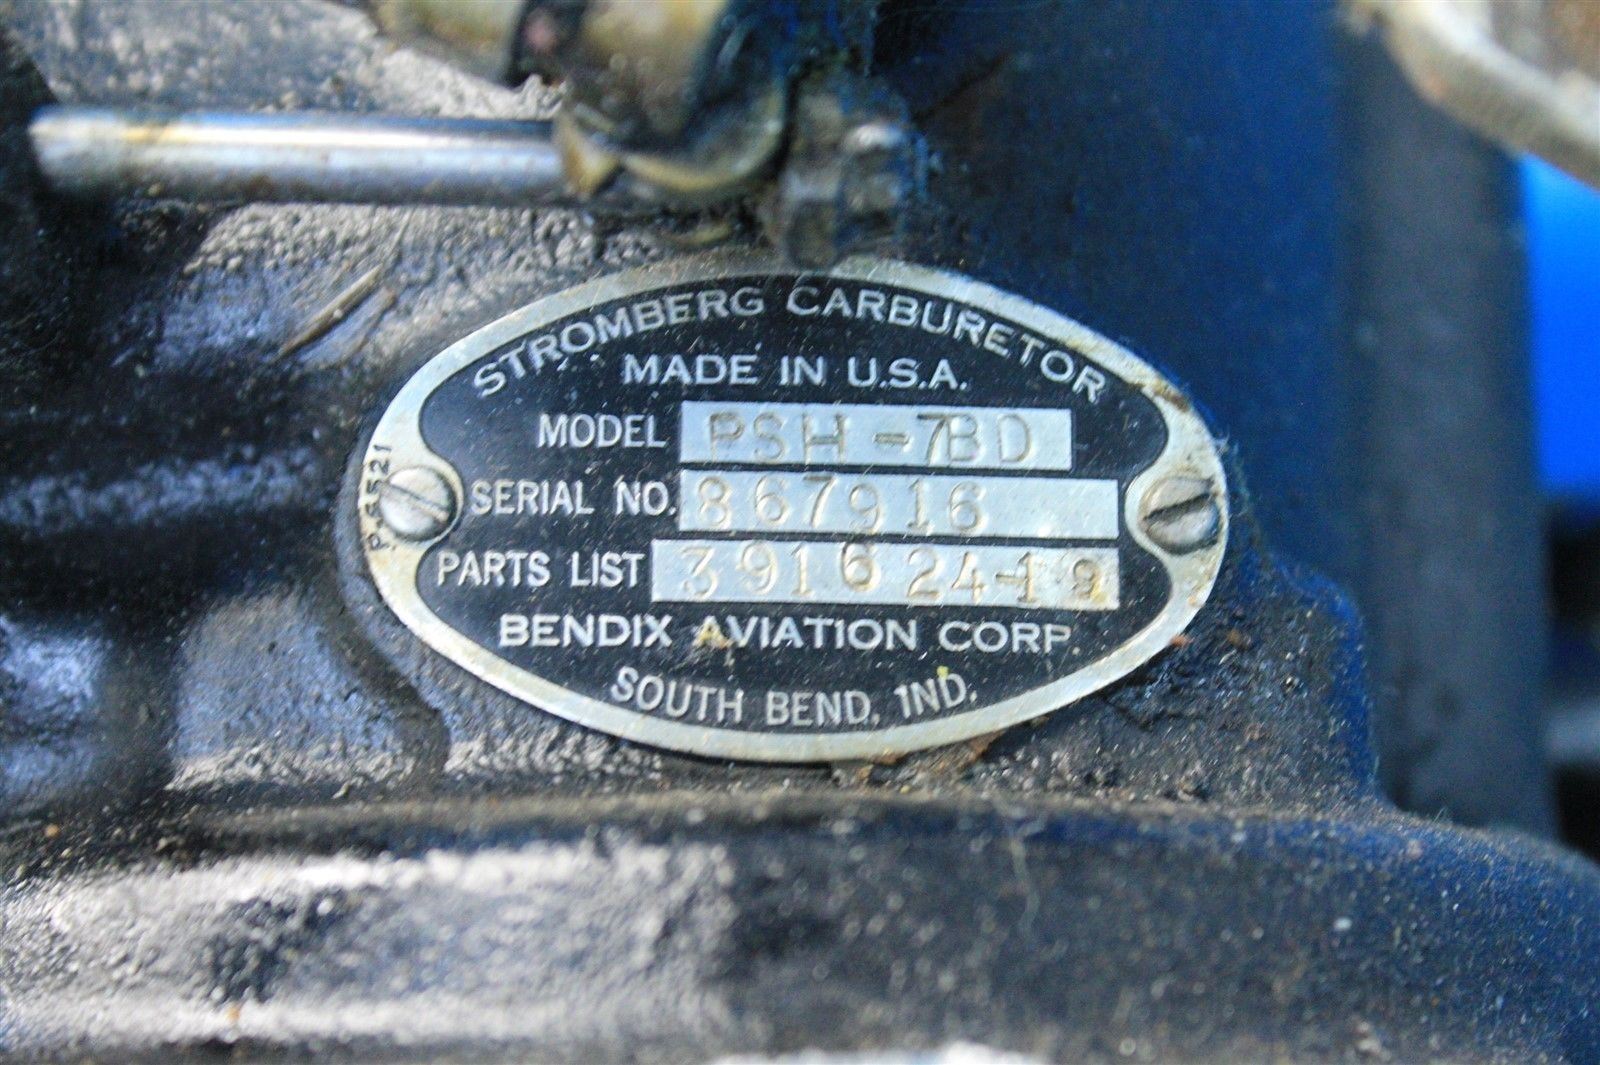 STROMBERG CARBURETOR
MADE IN U.S.A.
MODEL PSH-7BD
SERIAL NO. 867916
PARTS LIST 391624-19
BENDIX AVIATION CORP.
SOUTH BEND, IND.